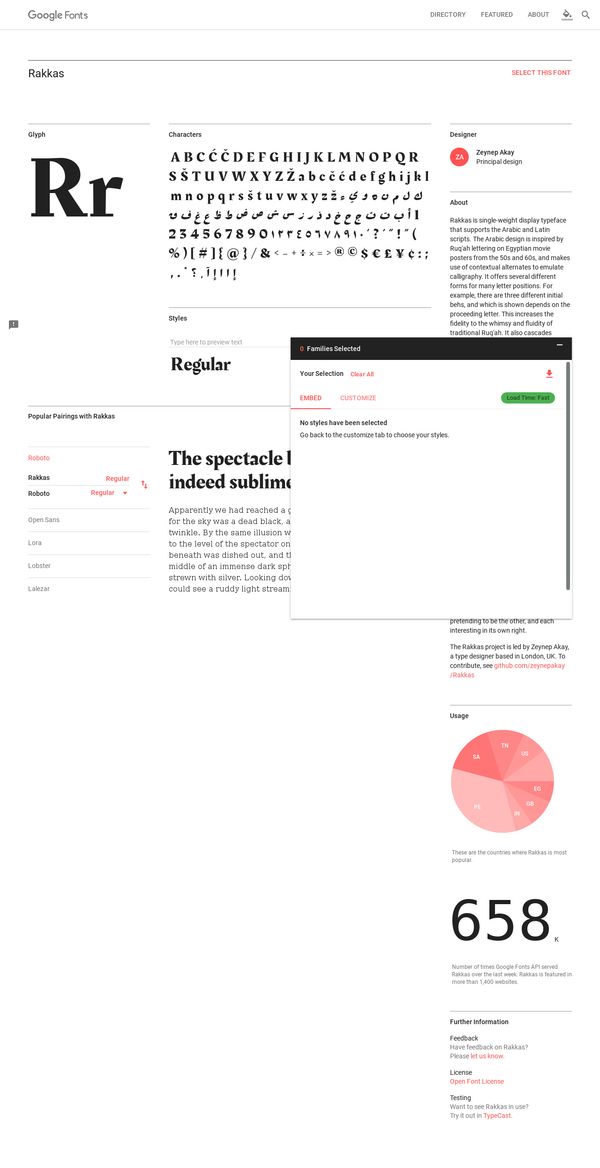 Google Fonts
DIRECTORY
FEATURED
ABOUT
Rakkas
SELECT THIS FONT
Glyph
Rr
Characters
A B C Ć Č D E F G H I J K L M N O P Q R
S Š T U V W X Y Z Ž a b c č ć d e f g h i j k l
m n o p q r s š t u v w x y z ž
2 3 4 5 6 7 8 9 0
% ) [ # ] { @ } / & < − + ÷ × = > ® © $ € £ ¥ ¢ : ;
Styles
Type here to preview text
Regular
Popular Pairings with Rakkas
Roboto
Rakkas
Regular
Roboto
Regular
Open Sans
Lora
Lobster
Lalezar
The spectacle
indeed sublime
Apparently we had reached a
for the sky was a dead black, a
twinkle. By the same illusion
to the level of the spectator on
beneath was dished out, and
middle of an immense dark
strewn with silver. Looking
could see a ruddy light stream
Designer
ZA
Zeynep Akay
Principal design
About
Rakkas is single-weight display typeface
that supports the Arabic and Latin
scripts. The Arabic design is inspired by
Ruq'ah lettering on Egyptian movie
posters from the 50s and 60s, and makes
use of contextual alternates to emulate
calligraphy. It offers several different
forms for many letter positions. For
example, there are three different initial
behs, and which is shown depends on the
proceeding letter. This increases the
fidelity to the whimsy and fluidity of
traditional Ruq'ah. It also cascades
0 Families Selected
Your Selection
Clear All
EMBED
CUSTOMIZE
Load Time: Fast
No styles have been selected
Go back to the customize tab to choose your styles.
pretending to be the other, and each
interesting in its own right.
The Rakkas project is led by Zeynep Akay,
a type designer based in London, UK. To
contribute, see github.com/zeynepakay
/Rakkas
Usage
TN
US
SA
EG
GB
IN
PE
These are the countries where Rakkas is most
popular.
658 K
Number of times Google Fonts API served
Rakkas over the last week. Rakkas is featured in
more than 1,400 websites.
Further Information
Feedback
Have feedback on Rakkas?
Please let us know.
License
Open Font License
Testing
Want to see Rakkas in use?
Try it out in TypeCast.